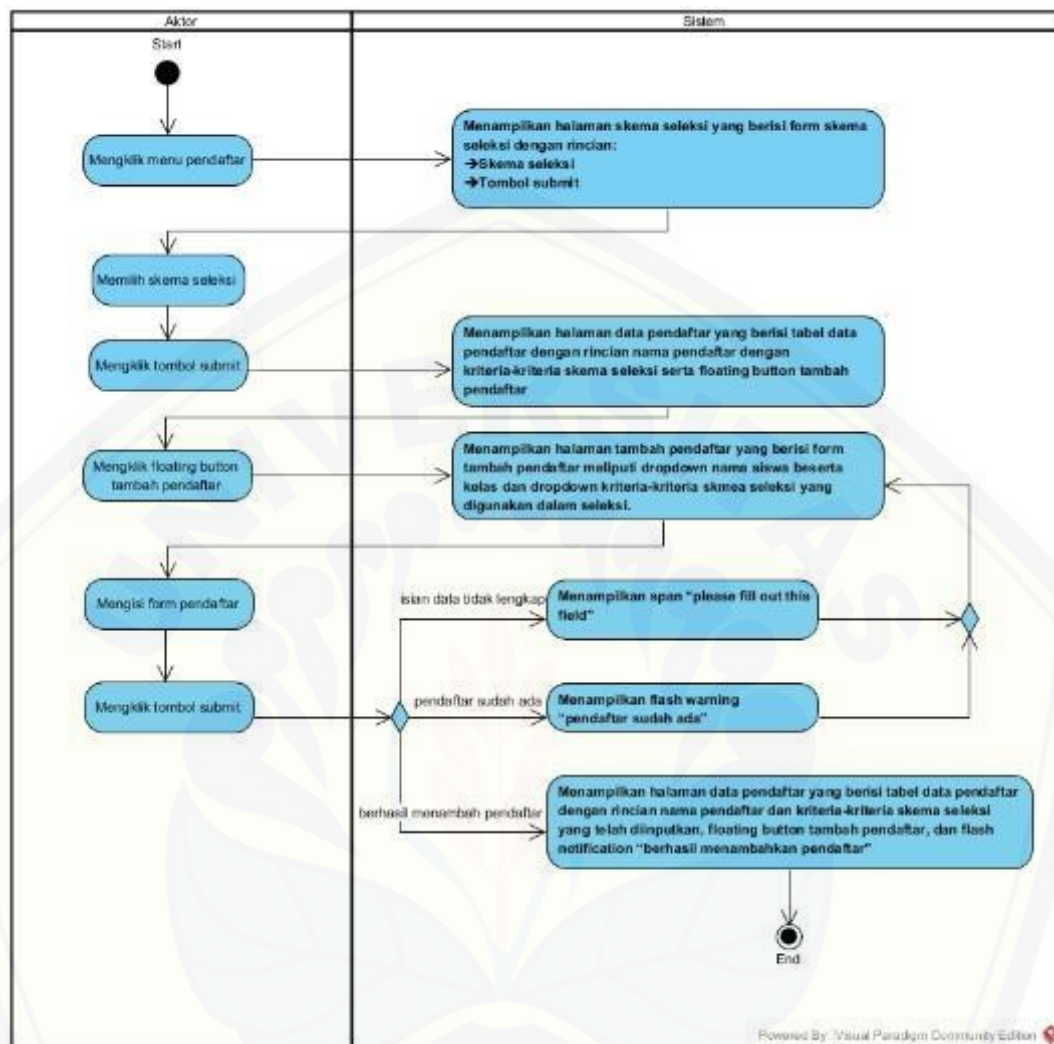 Aktor
Sistem
Start
Mengklik menu pendaftar
Menampilkan halaman skema seleksi yang berisi form skema
seleksi dengan rincian:
➔Skema seleksi
➔Tombol submit
Memilih skema seleksi
Mengklik tombol submit
Menampilkan halaman data pendaftar yang berisi tabel data
pendaftar dengan rincian nama pendaftar dengan
kriteria-kriteria skema seleksi serta floating button tambah
pendaftar
Mengklik floating button
tambah pendaftar
Menampilkan halaman tambah pendaftar yang berisi form
tambah pendaftar meliputi dropdown nama siswa beserta
kelas dan dropdown kriteria-kriteria skmea seleksi yang
digunakan dalam seleksi.
Mengisi form pendaftar
isian data tidak lengkap
Menampilkan span "please fill out this
field"
Mengklik tombol submit
pendaftar sudah ada
Menampilkan flash warning
"pendaftar sudah ada"
berhasil menambah pendaftar
Menampilkan halaman data pendaftar yang berisi tabel data pendaftar
dengan rincian nama pendaftar dan kriteria-kriteria skema seleksi
yang telah diinputkan, floating button tambah pendaftar, dan flash
notification "berhasil menambahkan pendaftar"
End
UNIVERSITAS
Powered By: Visual Paradigm Community Edition